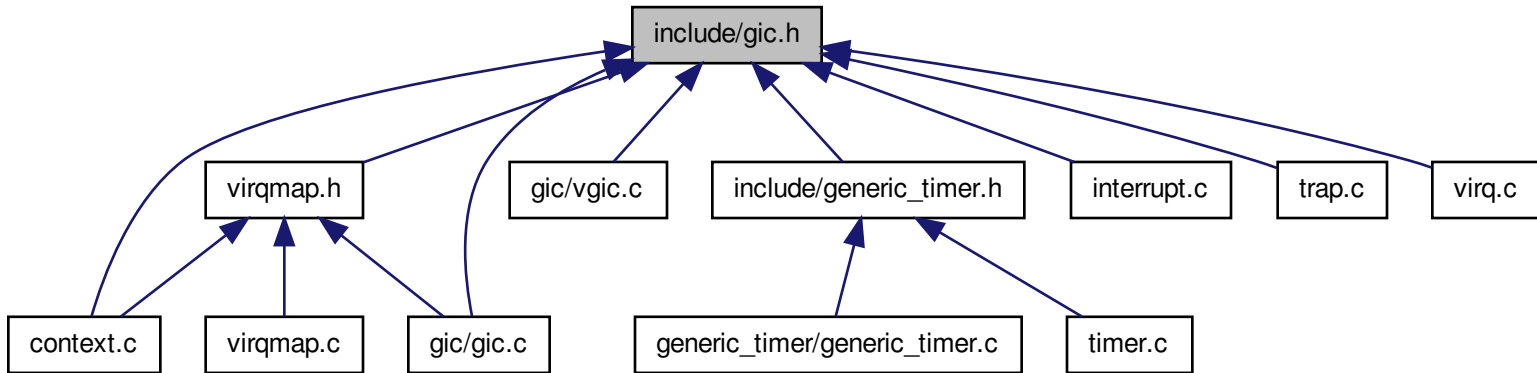 include/gic.h
virqmap.h
gic/vgic.c
include/generic_timer.h
interrupt.c
trap.c
virq.c
context.c
virqmap.c
gic/gic.c
generic_timer/generic_timer.c
timer.c